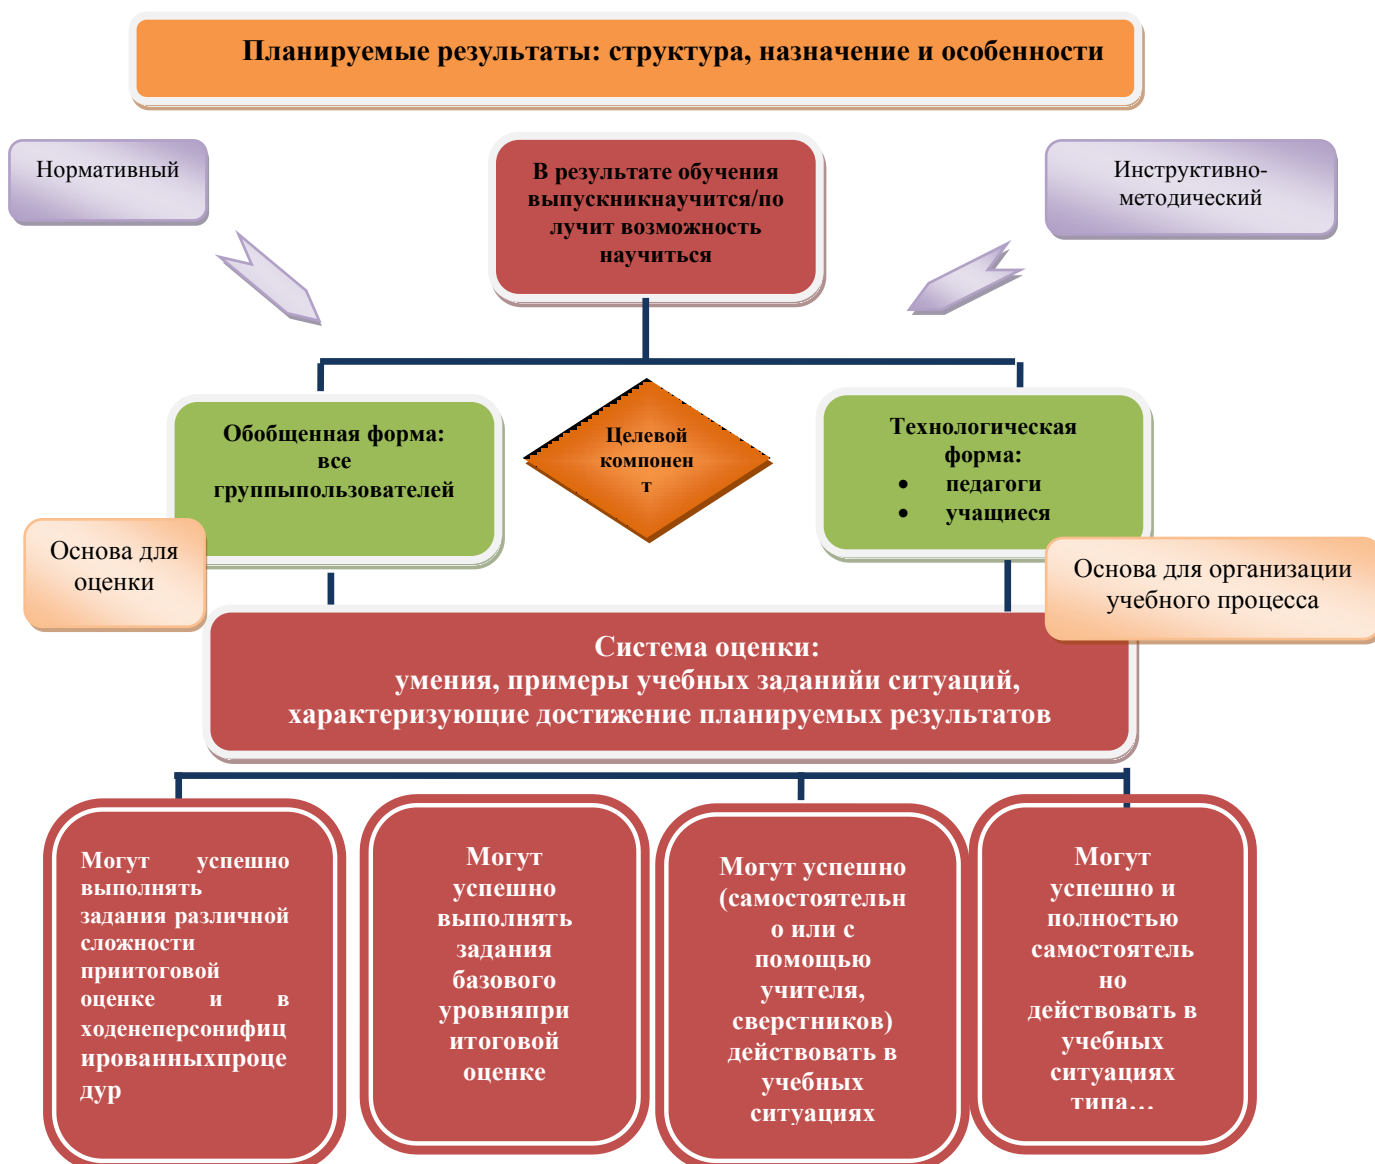 Планируемые результаты: структура, назначение и особенности
Нормативный
В результате обучения
выпускникнаучится/по
лучит возможность
научиться
Инструктивно-
методический
Обобщенная форма:
все
группыпользователей
Целевой
компонен
т
Технологическая
форма:
• педагоги
• учащиеся
Основа для
оценки
Основа для организации
учебного процесса
Система оценки:
умения, примеры учебных заданийи ситуаций,
характеризующие достижение планируемых результатов
Могут успешно
выполнять
задания различной
сложности
приитоговой
оценке и в
ходенеперсонифиц
ированныхпроце
дур
Могут
успешно
выполнять
задания
базового
уровняпри
итоговой
оценке
Могут успешно
(самостоятельн
о или с
помощью
учителя,
сверстников)
действовать в
учебных
ситуациях
Могут
успешно и
полностью
самостоятель
но
действовать в
учебных
ситуациях
типа…